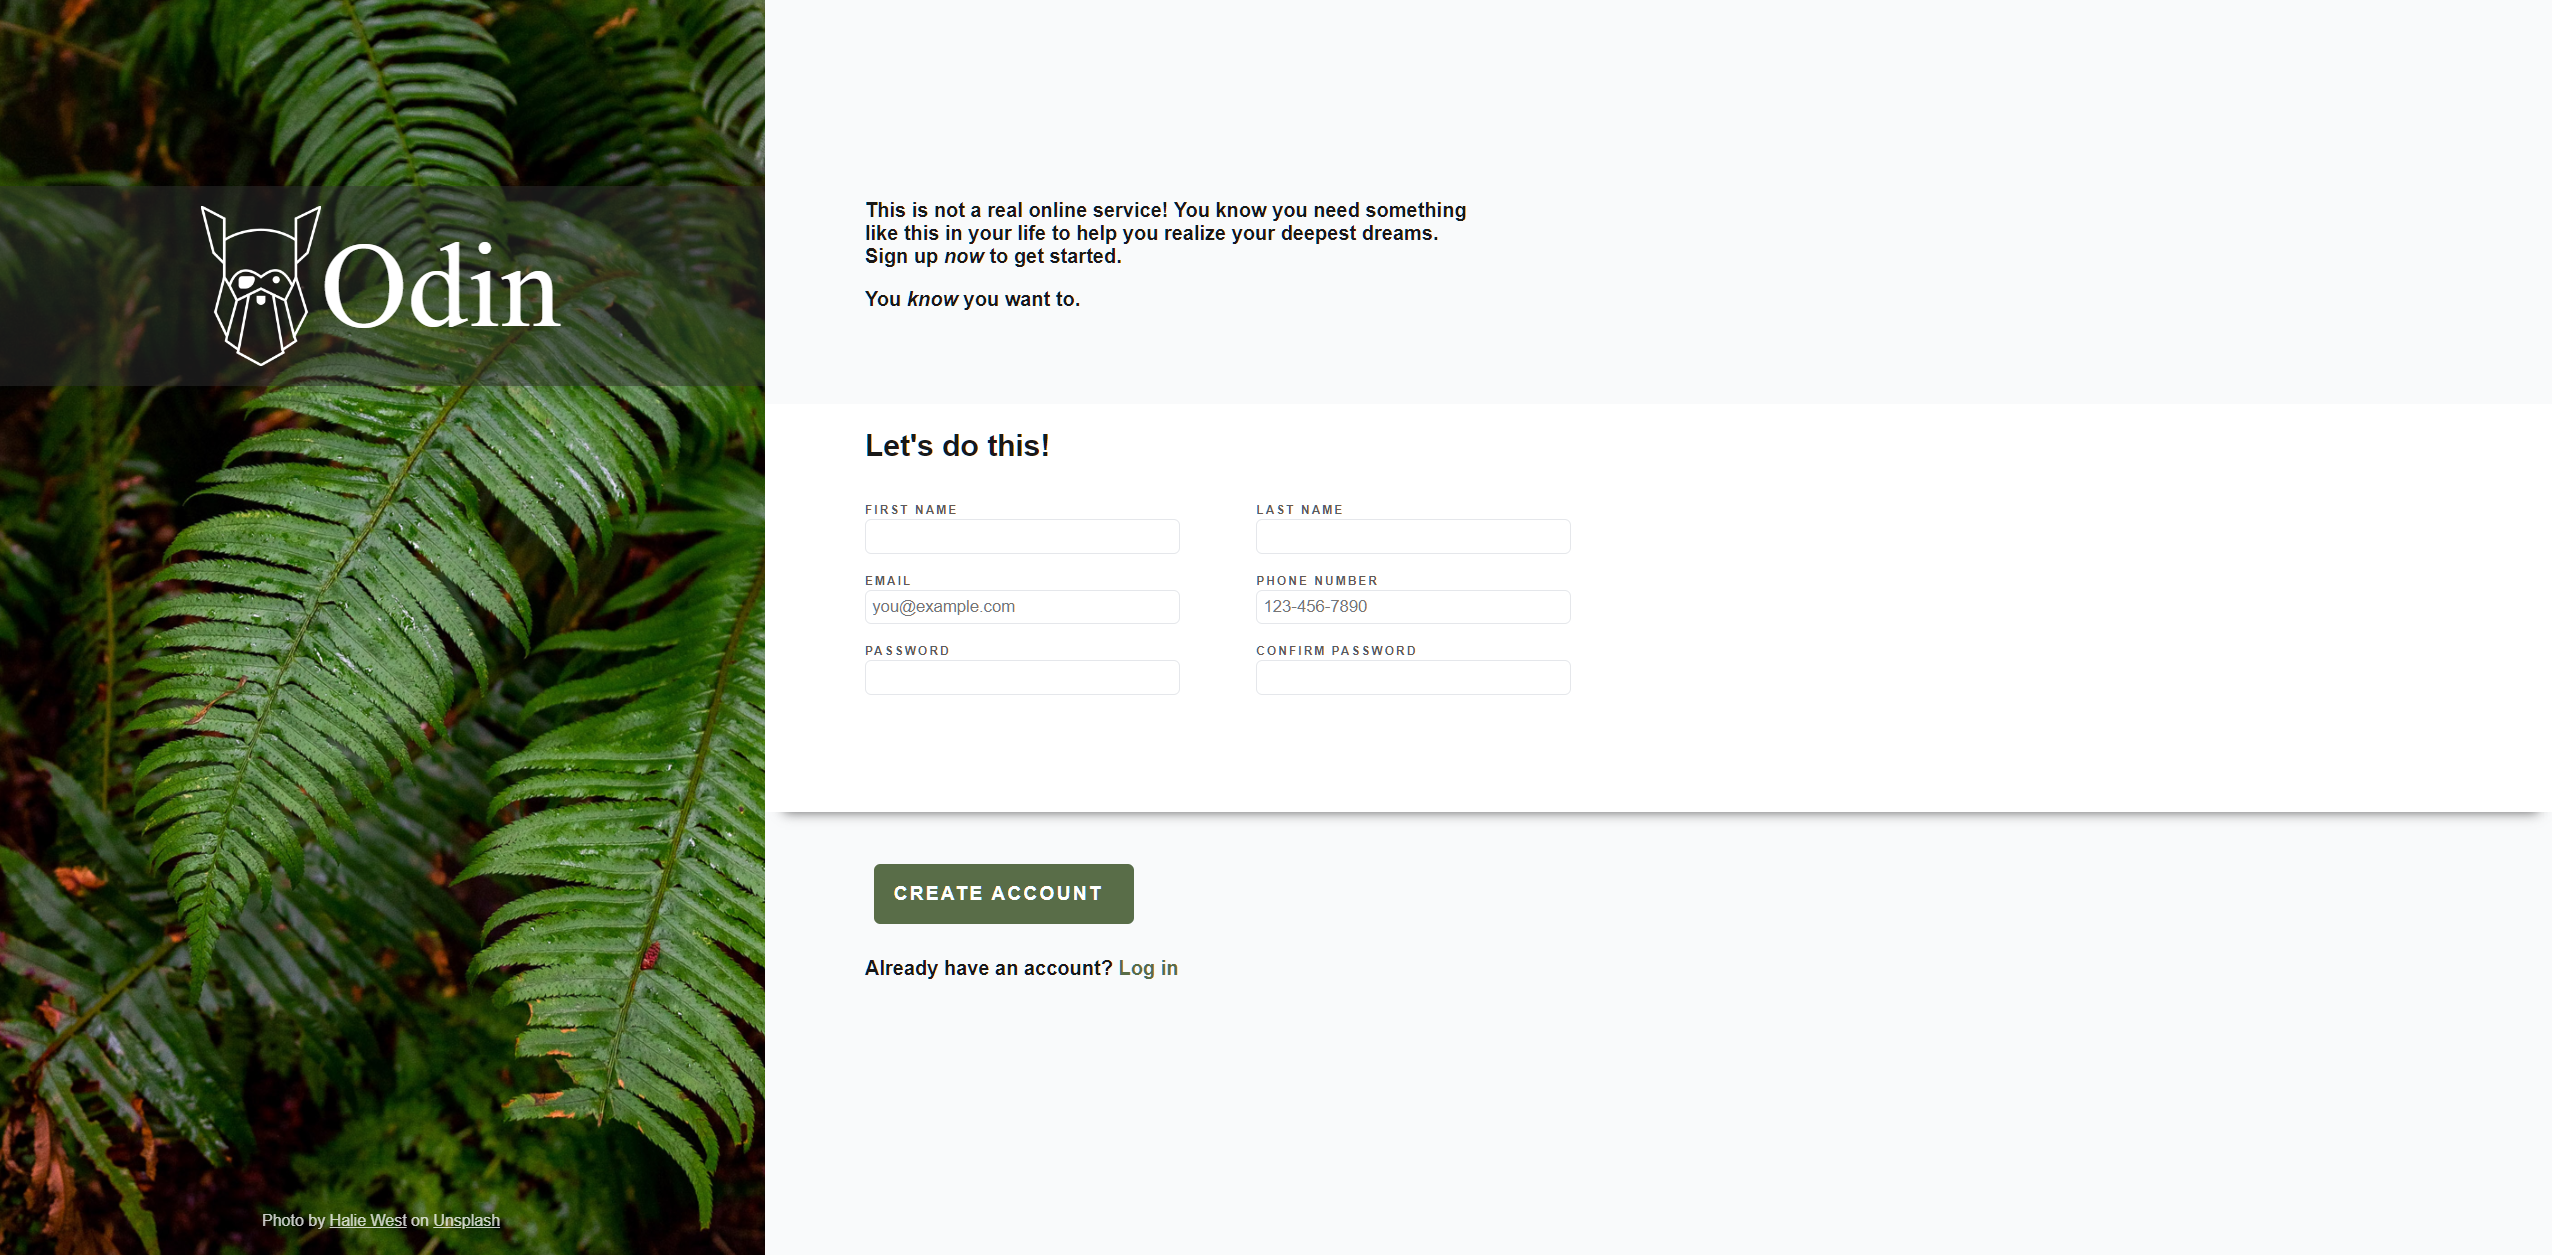 Odin
Photo by Halie West on Unsplash
This is not a real online service! You know you need something
like this in your life to help you realize your deepest dreams.
Sign up now to get started.
You know you want to.
Let's do this!
FIRST NAME
LAST NAME
EMAIL
you@example.com
PHONE NUMBER
123-456-7890
PASSWORD
CONFIRM PASSWORD
CREATE ACCOUNT
Already have an account? Log in